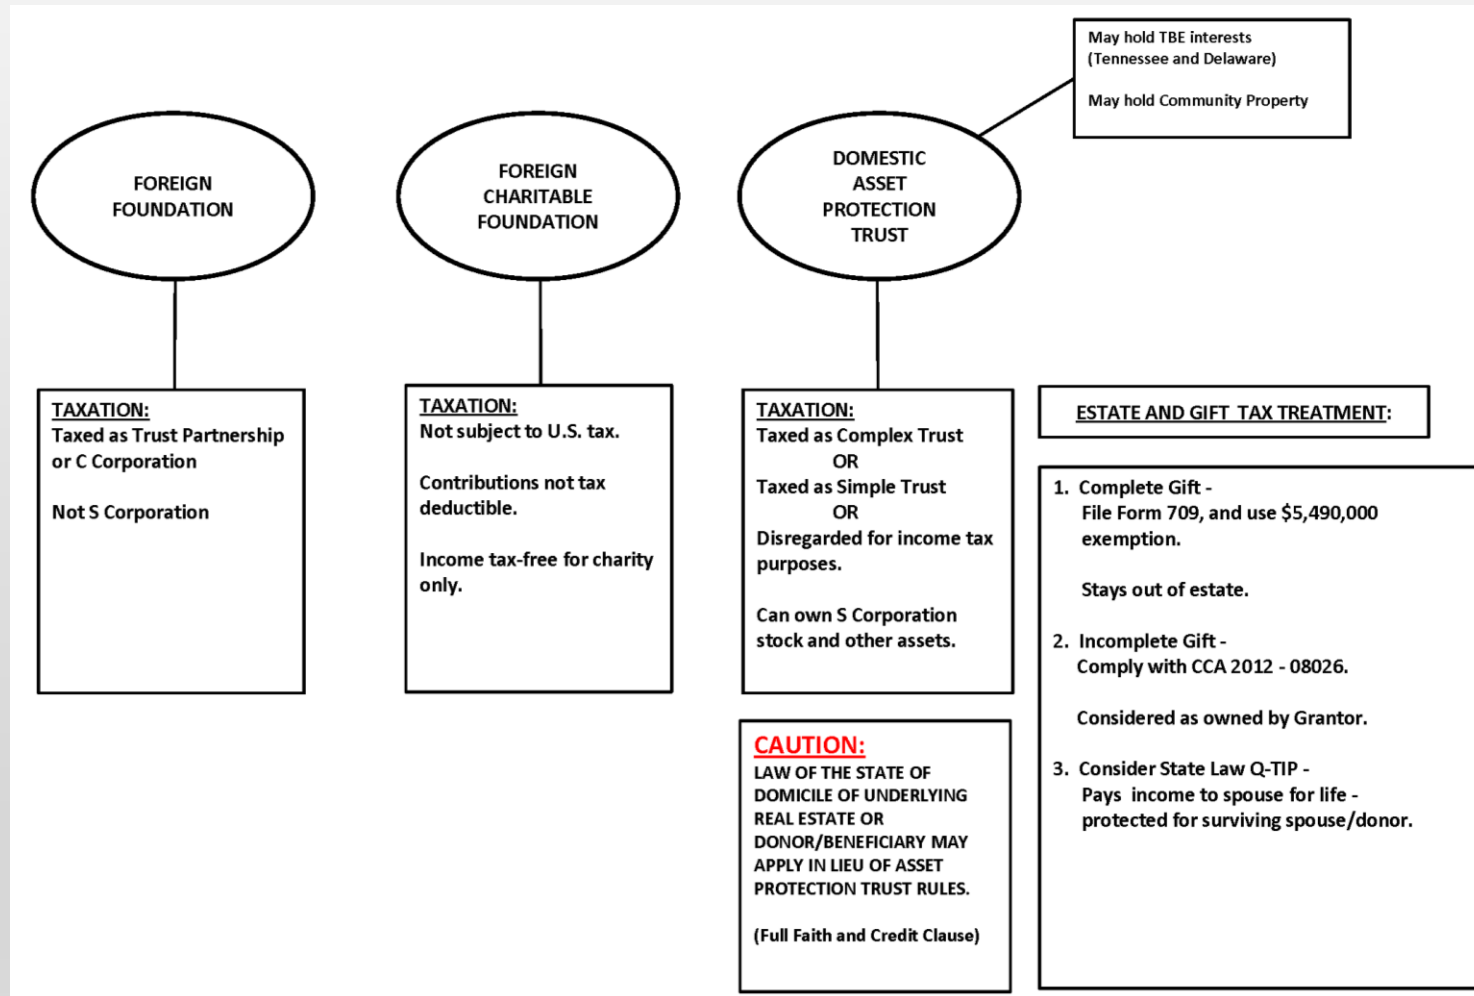 May hold TBE interests
(Tennessee and Delaware)
May hold Community Property
FOREIGN
FOUNDATION
FOREIGN
CHARITABLE
FOUNDATION
DOMESTIC
ASSET
PROTECTION
TRUST
TAXATION:
Taxed as Trust Partnership
or C Corporation
Not S Corporation
TAXATION:
Not subject to U.S. tax.
Contributions not tax
deductible.
Income tax-free for charity
only.
TAXATION:
Taxed as Complex Trust
OR
Taxed as Simple Trust
OR
Disregarded for income tax
purposes.
Can own S Corporation
stock and other assets.
CAUTION:
LAW OF THE STATE OF
DOMICILE OF UNDERLYING
REAL ESTATE OR
DONOR/BENEFICIARY MAY
APPLY IN LIEU OF ASSET
PROTECTION TRUST RULES.
(Full Faith and Credit Clause)
ESTATE AND GIFT TAX TREATMENT:
1. Complete Gift -
File Form 709, and use $5,490,000
exemption.
Stays out of estate.
2. Incomplete Gift -
Comply with CCA 2012 - 08026.
Considered as owned by Grantor.
3. Consider State Law Q-TIP -
Pays income to spouse for life -
protected for surviving spouse/donor.